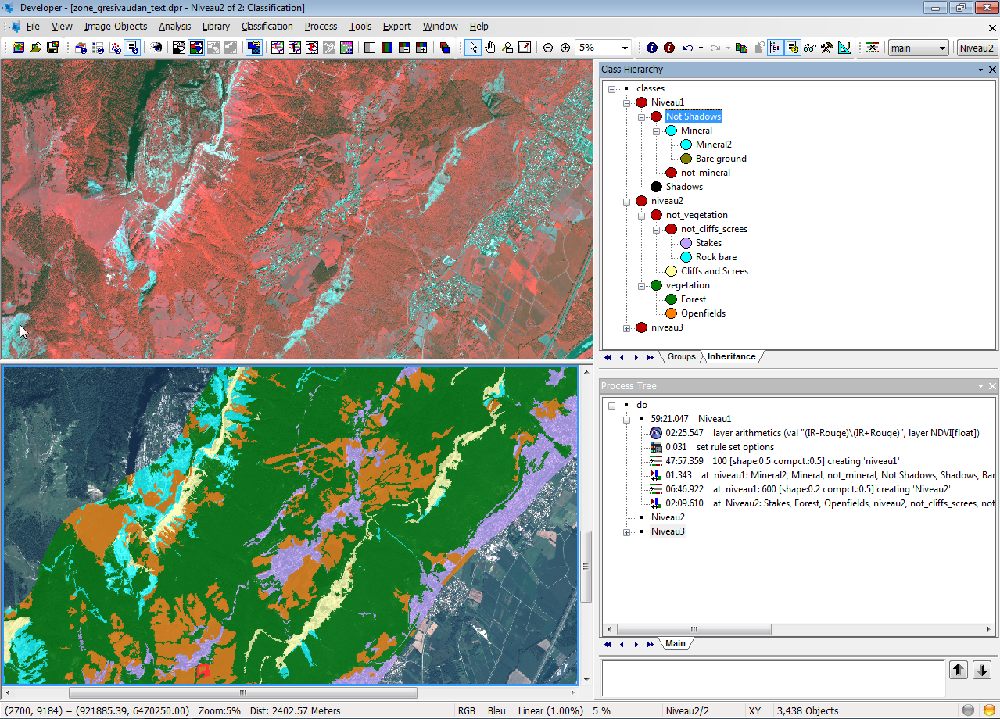 Developer - [zone_gresivaudan_text.dpr - Niveau2 of 2: Classification]
File View Image Objects Analysis Library Classification Process Tools Export Window Help
5% main Niveau2
Class Hierarchy
classes
Niveau1
Not Shadows
Mineral
Mineral2
Bare ground
not_mineral
Shadows
niveau2
not_vegetation
not_cliffs_screes
Stakes
Rock bare
Cliffs and Screes
vegetation
Forest
Openfields
niveau3
Groups Inheritance
Process Tree
do
59:21.047 Niveau1
02:25.547 layer arithmetics (val "(IR-Rouge)\(IR+Rouge)", layer NDVI[float])
0.031 set rule set options
47:57.359 100 [shape:0.5 compct.:0.5] creating 'niveau1'
01.343 at niveau1: Mineral2, Mineral, not_mineral, Not Shadows, Shadows, Bar
06:46.922 at niveau1: 600 [shape:0.2 compct.:0.5] creating 'Niveau2'
02:09.610 at Niveau2: Stakes, Forest, Openfields, niveau2, not_cliffs_scree, not
Niveau2
Niveau3
Main
(2700, 9184) = (921885.39, 6470250.00) Zoom:5% Dist: 2402.57 Meters RGB Bleu Linear (1.00%) 5 % Niveau2/2 XY 3,438 Objects